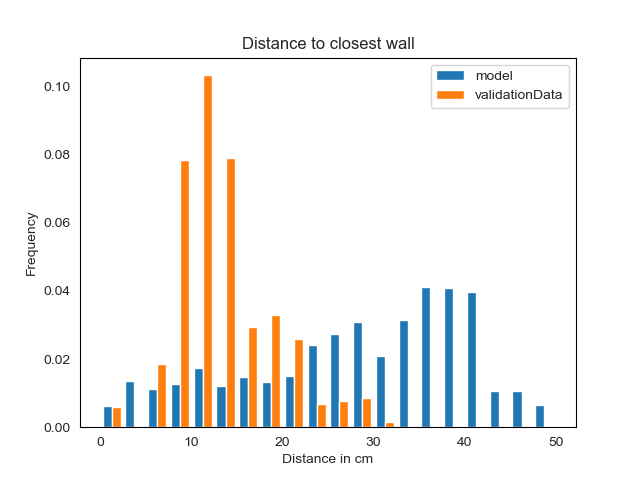 Distance to closest wall
model
validationData
0.10
0.08
0.06
0.04
0.02
0.00
Frequency
0 10 20 30 40 50
Distance in cm